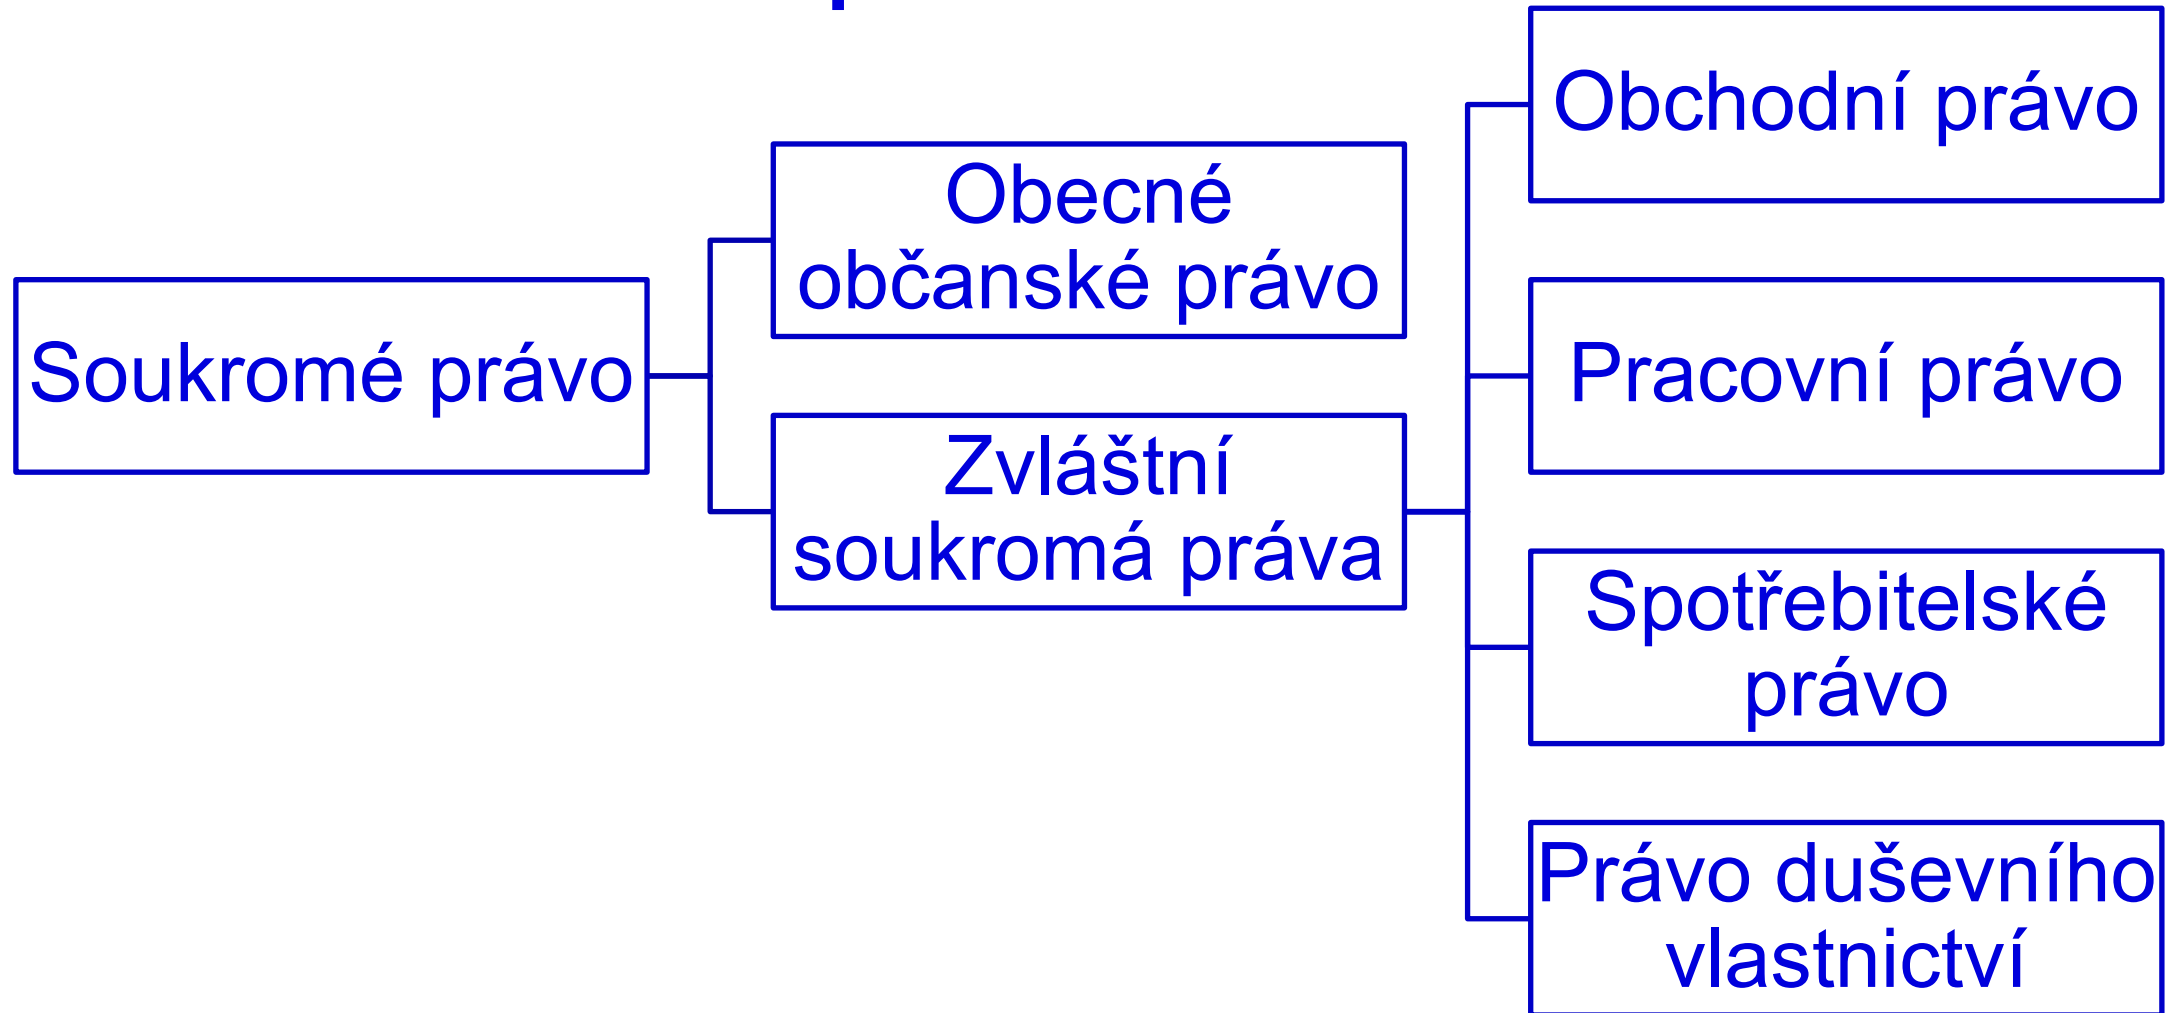 Soukromé právo
Obecné
občanské právo
Zvláštní
soukromá práva
Obchodní právo
Pracovní právo
Spotřebitelské
právo
Právo duševního
vlastnictví